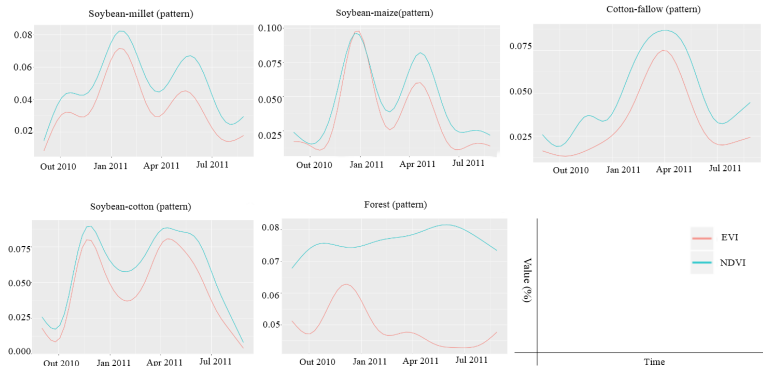 Soybean-millet (pattern)
0.08
0.06
0.04
0.02
Out 2010
Jan 2011
Apr 2011
Jul 2011
Soybean-maize(pattern)
0.100
0.075
0.050
0.025
Out 2010
Jan 2011
Apr 2011
Jul 2011
Cotton-fallow (pattern)
0.075
0.050
0.025
Out 2010
Jan 2011
Apr 2011
Jul 2011
Soybean-cotton (pattern)
0.075
0.050
0.025
0.000
Out 2010
Jan 2011
Apr 2011
Jul 2011
Forest (pattern)
0.08
0.07
0.06
0.05
Out 2010
Jan 2011
Apr 2011
Jul 2011
Value (%)
Time
EVI
NDVI